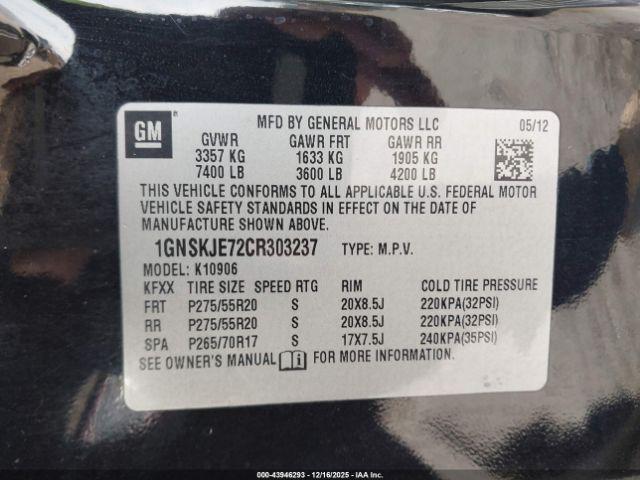 GM
MFD BY GENERAL MOTORS LLC 05/12
GVWR GAWR FRT GAWR RR
3357 KG 1633 KG 1905 KG
7400 LB 3600 LB 4200 LB
THIS VEHICLE CONFORMS TO ALL APPLICABLE U.S. FEDERAL MOTOR
VEHICLE SAFETY STANDARDS IN EFFECT ON THE DATE OF
MANUFACTURE SHOWN ABOVE.
1GNSKJE72CR303237 TYPE: M.P.V.
MODEL: K10906
KFXX TIRE SIZE SPEED RTG RIM COLD TIRE PRESSURE
FRT P275/55R20 S 20X8.5J 220KPA(32PSI)
RR P275/55R20 S 20X8.5J 220KPA(32PSI)
SPA P265/70R17 S 17X7.5J 240KPA(35PSI)
SEE OWNER'S MANUAL i FOR MORE INFORMATION.
000-43946293 - 12/16/2025 - IAAI.COM